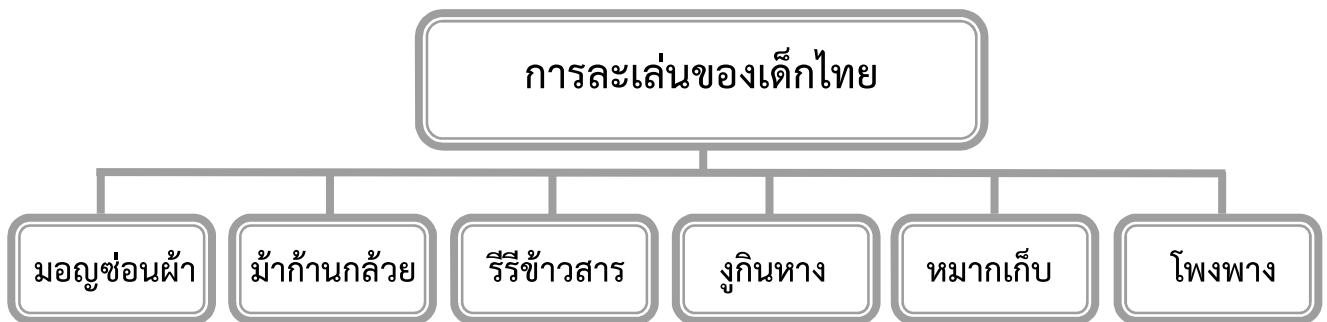 การละเล่นของเด็กไทย
มอญซ่อนผ้า
ม้าก้านกล้วย
รีรีข้าวสาร
งูกินหาง
หมากเก็บ
โพงพาง